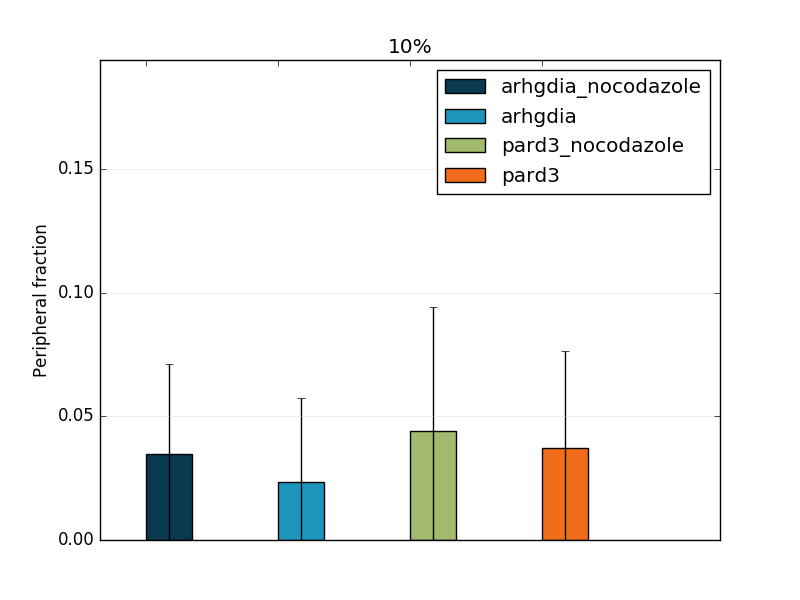 10%
arhgdia_nocodazole
arhgdia
pard3_nocodazole
pard3
Peripheral fraction
0.15
0.10
0.05
0.00